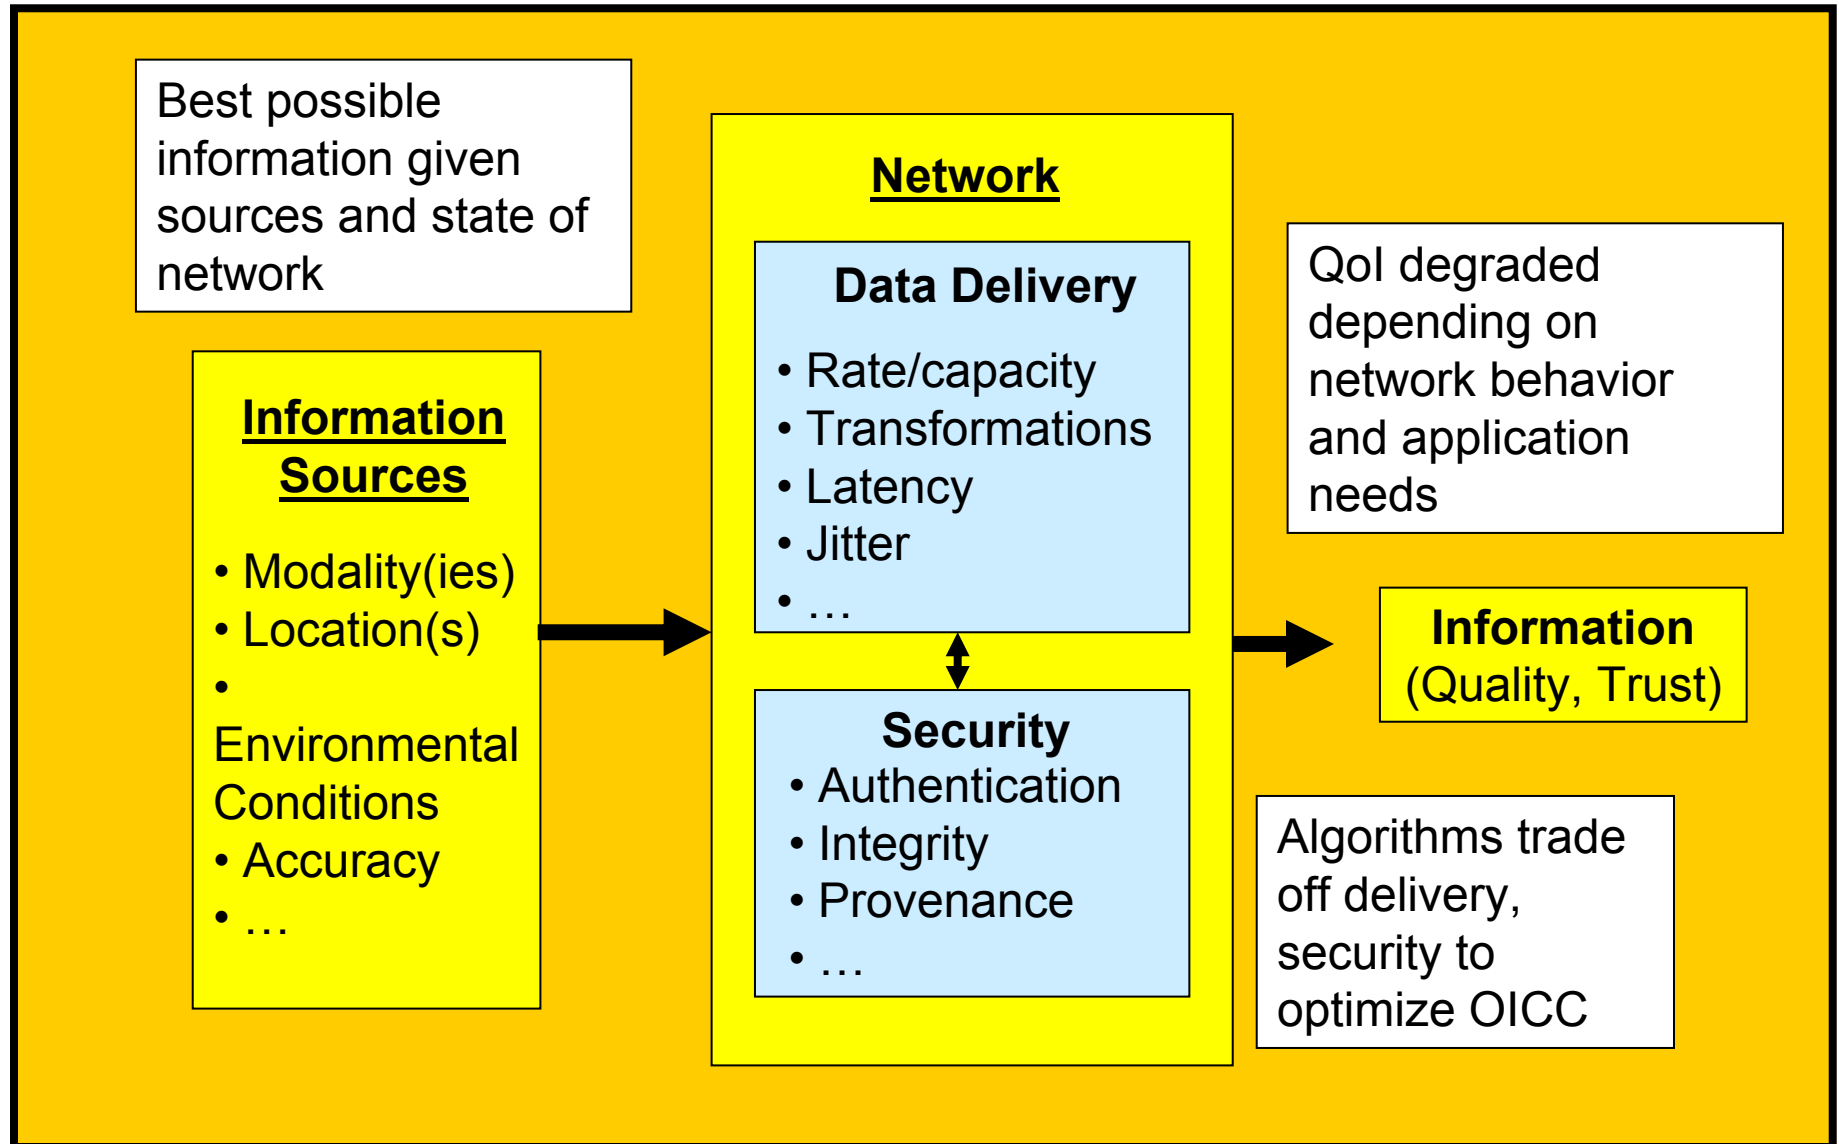 Best possible
information given
sources and state of
network
Information
Sources
• Modality(ies)
• Location(s)
•
Environmental
Conditions
• Accuracy
• …
Network
Data Delivery
• Rate/capacity
• Transformations
• Latency
• Jitter
• …
Security
• Authentication
• Integrity
• Provenance
• …
QoI degraded
depending on
network behavior
and application
needs
Information
(Quality, Trust)
Algorithms trade
off delivery,
security to
optimize OICC